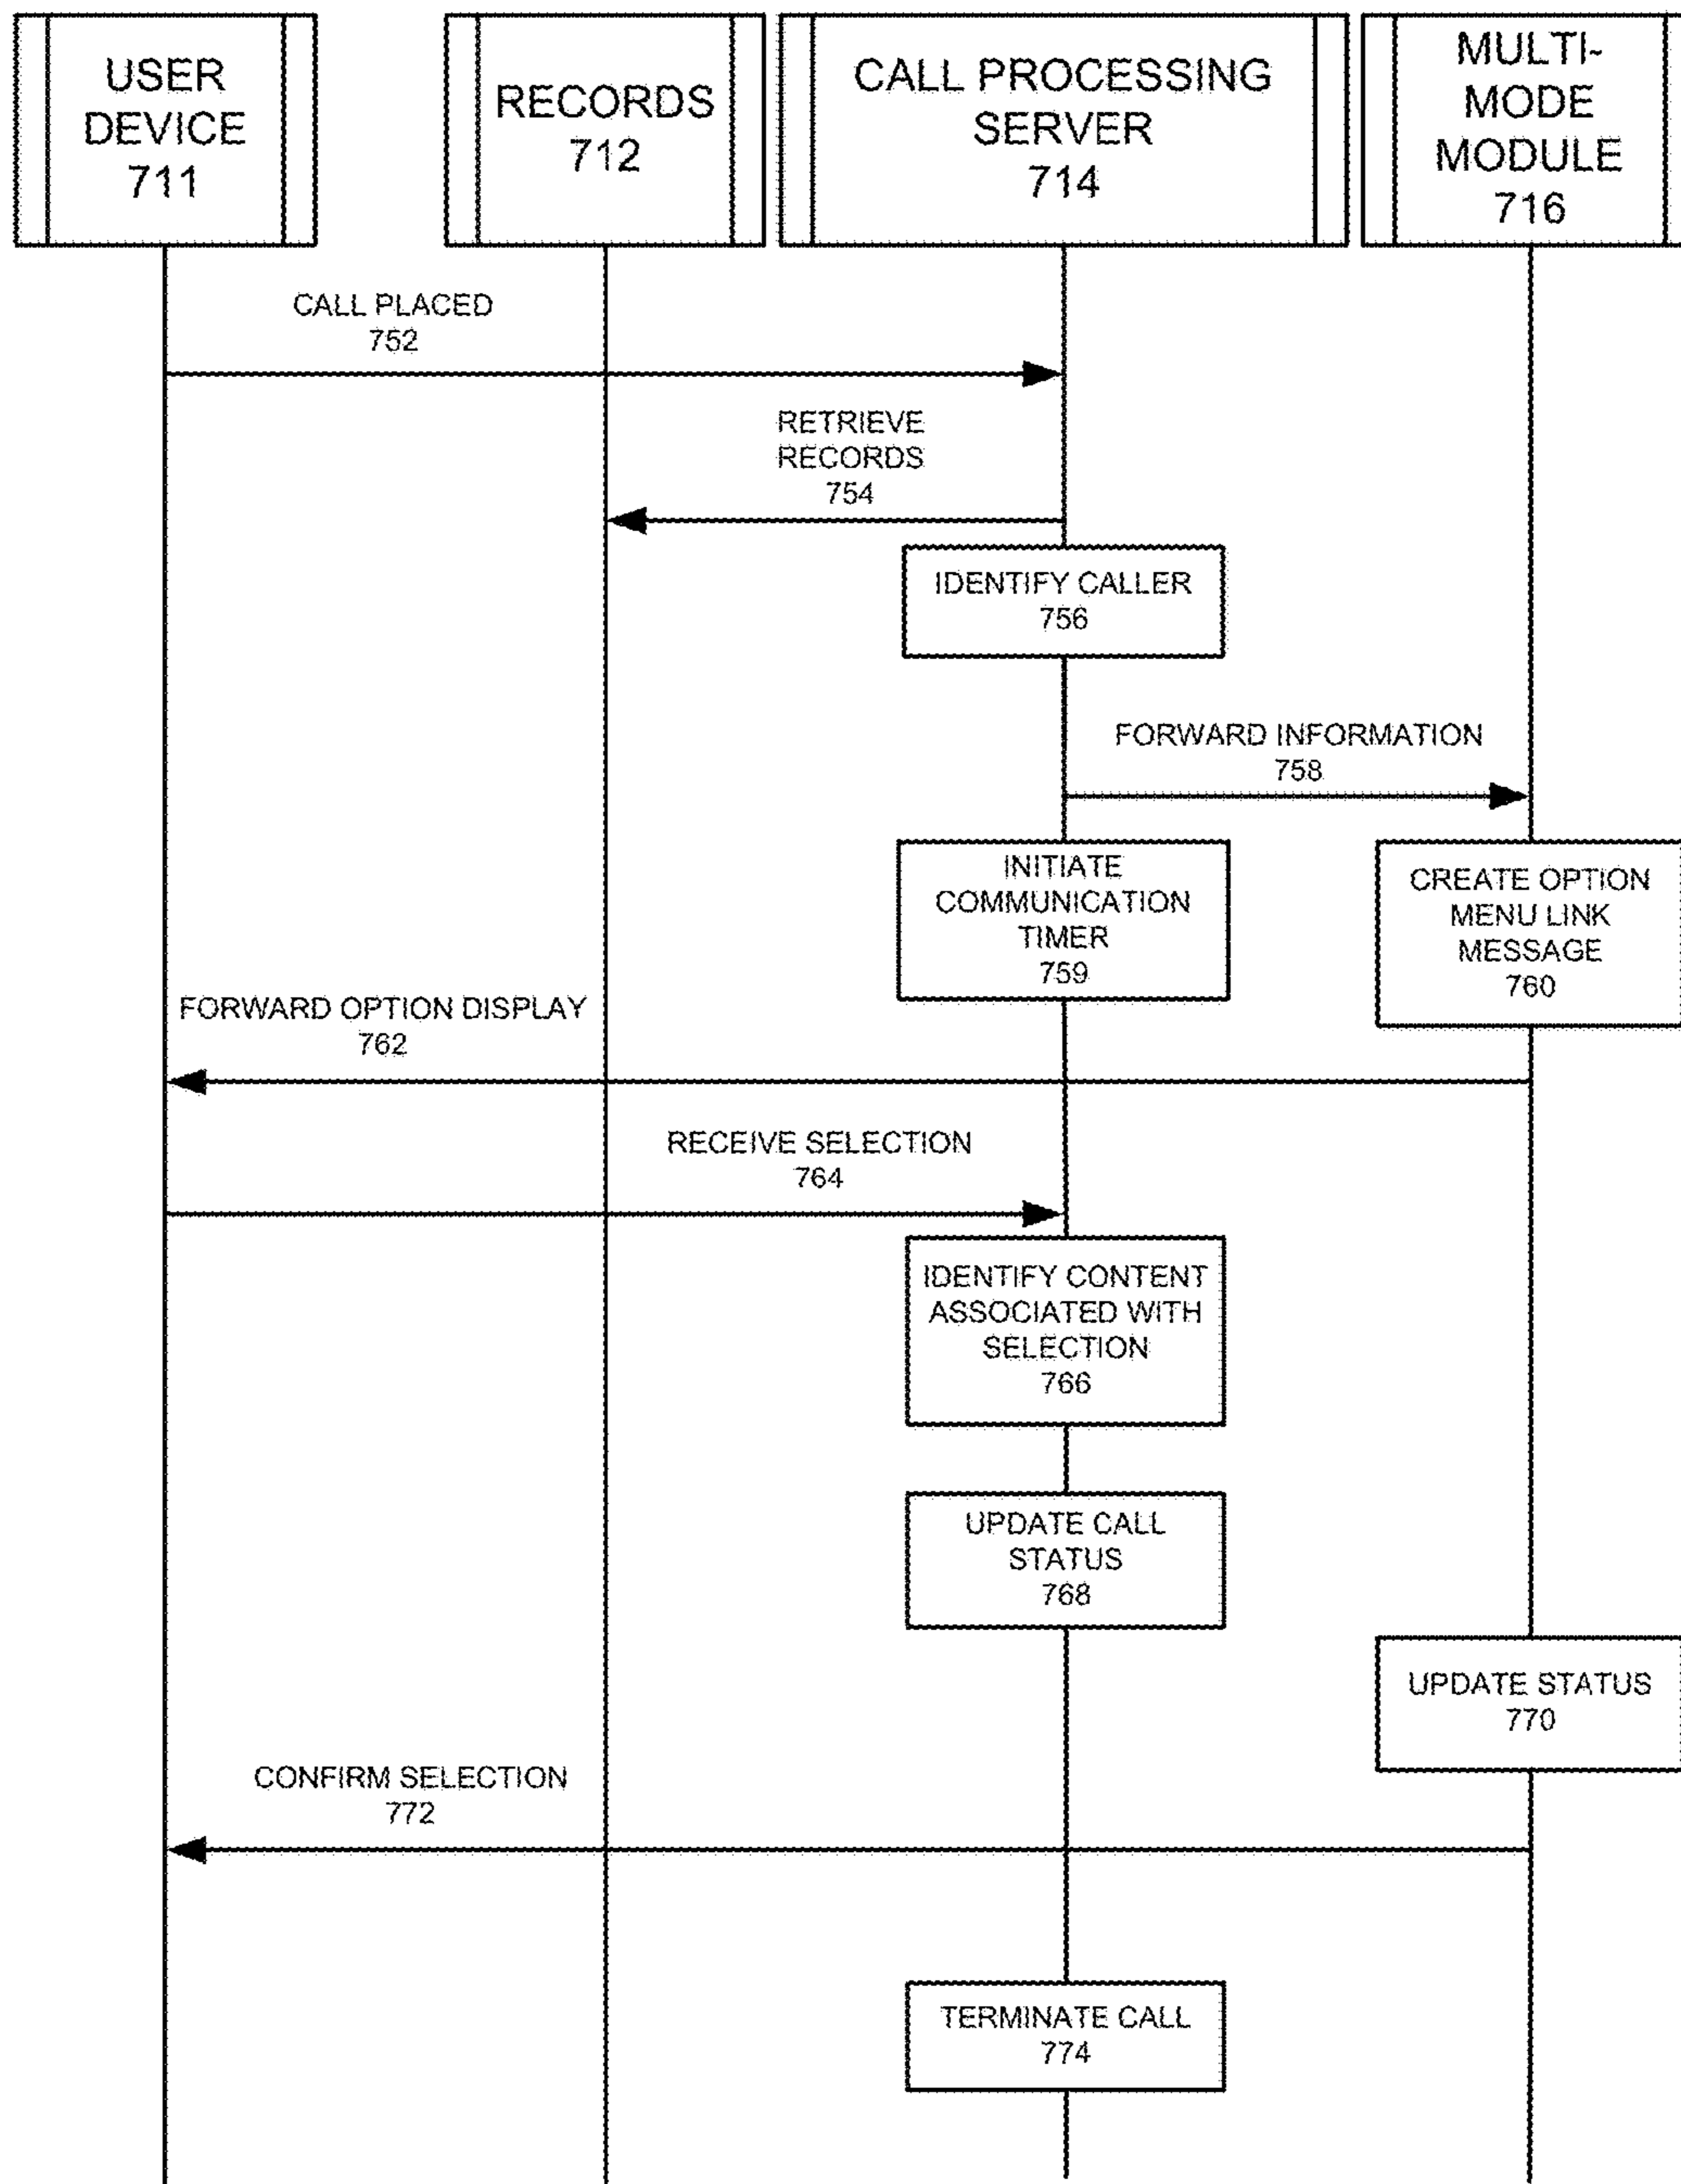 USER
DEVICE
711
RECORDS
712
CALL PROCESSING
SERVER
714
MULTI-
MODE
MODULE
716
CALL PLACED
752
RETRIEVE
RECORDS
754
IDENTIFY CALLER
756
FORWARD INFORMATION
758
INITIATE
COMMUNICATION
TIMER
759
CREATE OPTION
MENU LINK
MESSAGE
760
FORWARD OPTION DISPLAY
762
RECEIVE SELECTION
764
IDENTIFY CONTENT
ASSOCIATED WITH
SELECTION
766
UPDATE CALL
STATUS
768
UPDATE STATUS
770
CONFIRM SELECTION
772
TERMINATE CALL
774